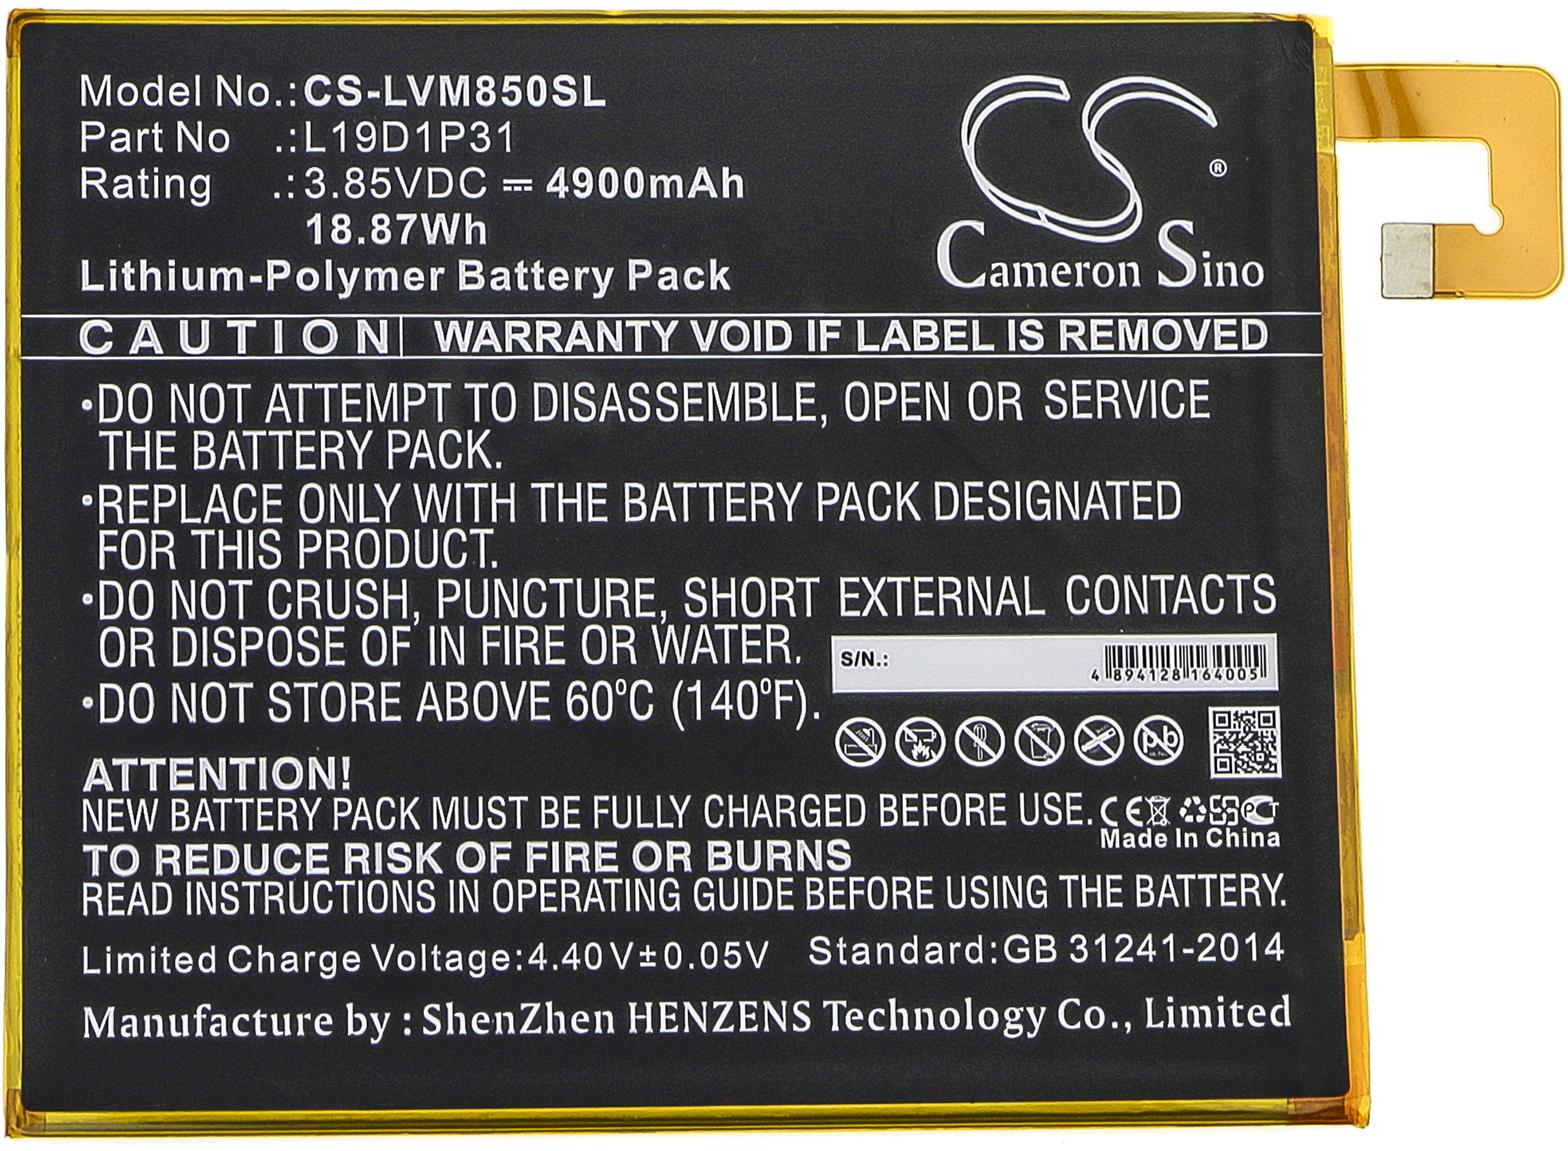 Model No.:CS-LVM850SL
Part No .:L19D1P31
Rating .:3.85VDC ⎓ 4900mAh
18.87Wh
Lithium-Polymer Battery Pack
CS®
Cameron Sino
CAUTION| WARRANTY VOID IF LABEL IS REMOVED
•DO NOT ATTEMPT TO DISASSEMBLE, OPEN OR SERVICE
THE BATTERY PACK.
•REPLACE ONLY WITH THE BATTERY PACK DESIGNATED
FOR THIS PRODUCT.
•DO NOT CRUSH, PUNCTURE, SHORT EXTERNAL CONTACTS
OR DISPOSE OF IN FIRE OR WATER.
S/N.:
4 894128 164005
•DO NOT STORE ABOVE 60°C (140°F).
Pb
ATTENTION!
NEW BATTERY PACK MUST BE FULLY CHARGED BEFORE USE.
CE PCT
Made In China
TO REDUCE RISK OF FIRE OR BURNS
READ INSTRUCTIONS IN OPERATING GUIDE BEFORE USING THE BATTERY.
Limited Charge Voltage:4.40V±0.05V Standard:GB 31241-2014
Manufacture by : ShenZhen HENZENS Technology Co., Limited